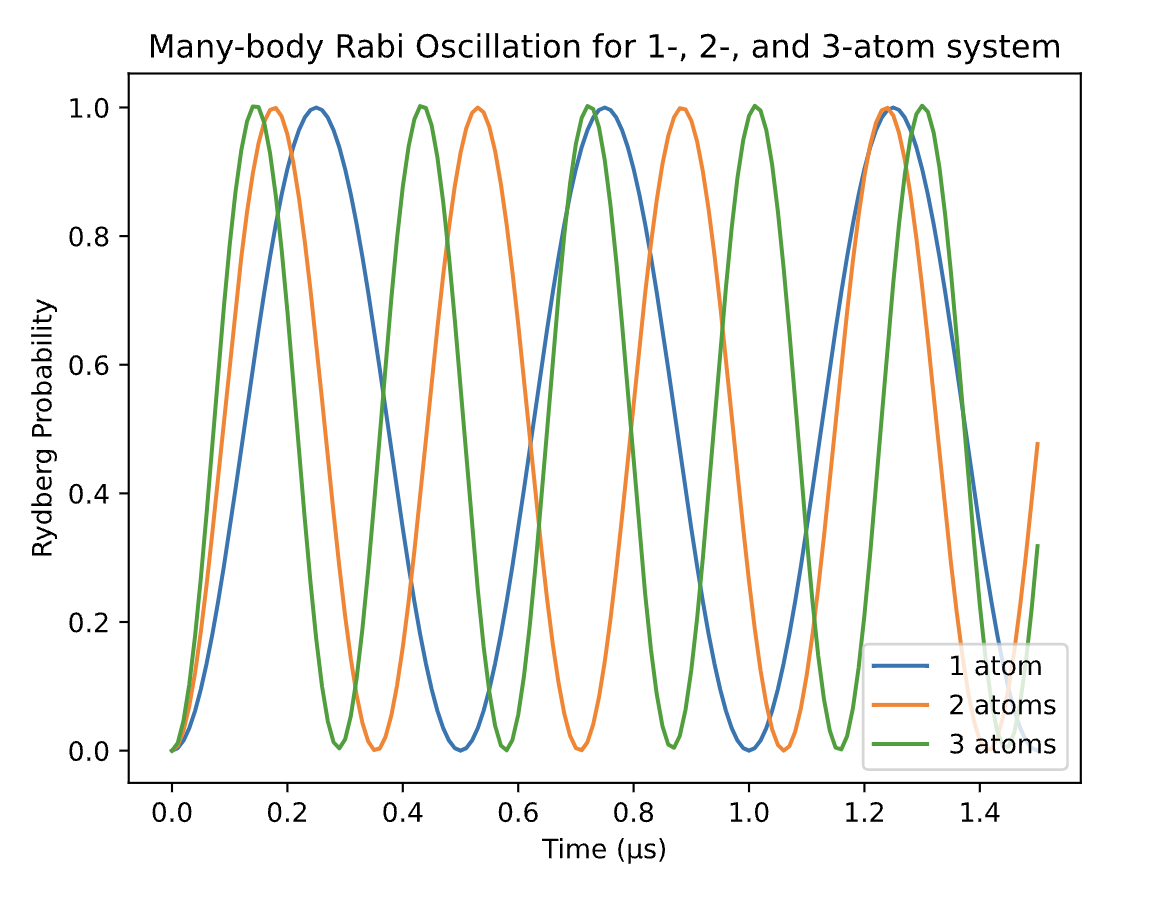 Many-body Rabi Oscillation for 1-, 2-, and 3-atom system
1.0
0.8
0.6
0.4
0.2
0.0
Rydberg Probability
0.0 0.2 0.4 0.6 0.8 1.0 1.2 1.4
Time (μs)
1 atom
2 atoms
3 atoms